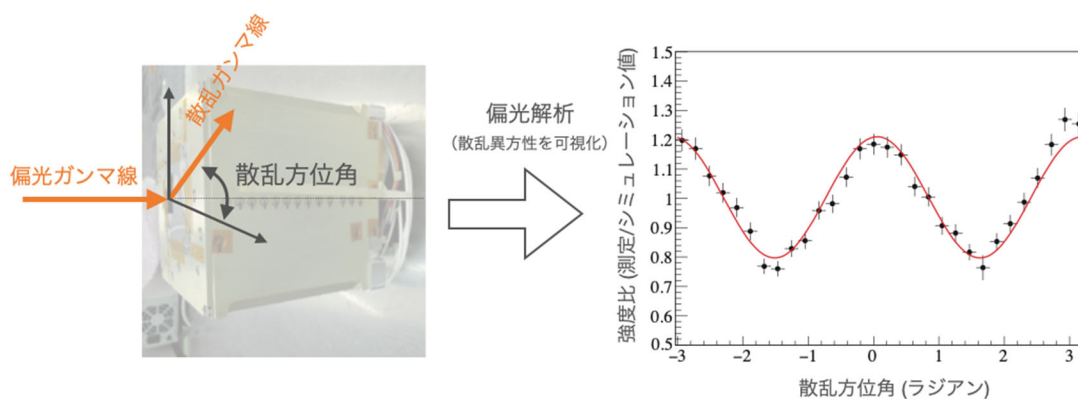 散乱ガンマ線
偏光ガンマ線
散乱方位角
偏光解析
(散乱異方性を可視化)
強度比 (測定/シミュレーション値)
1.5
1.4
1.3
1.2
1.1
1
0.9
0.8
0.7
0.6
0.5
−3
−2
−1
0
1
2
3
散乱方位角 (ラジアン)